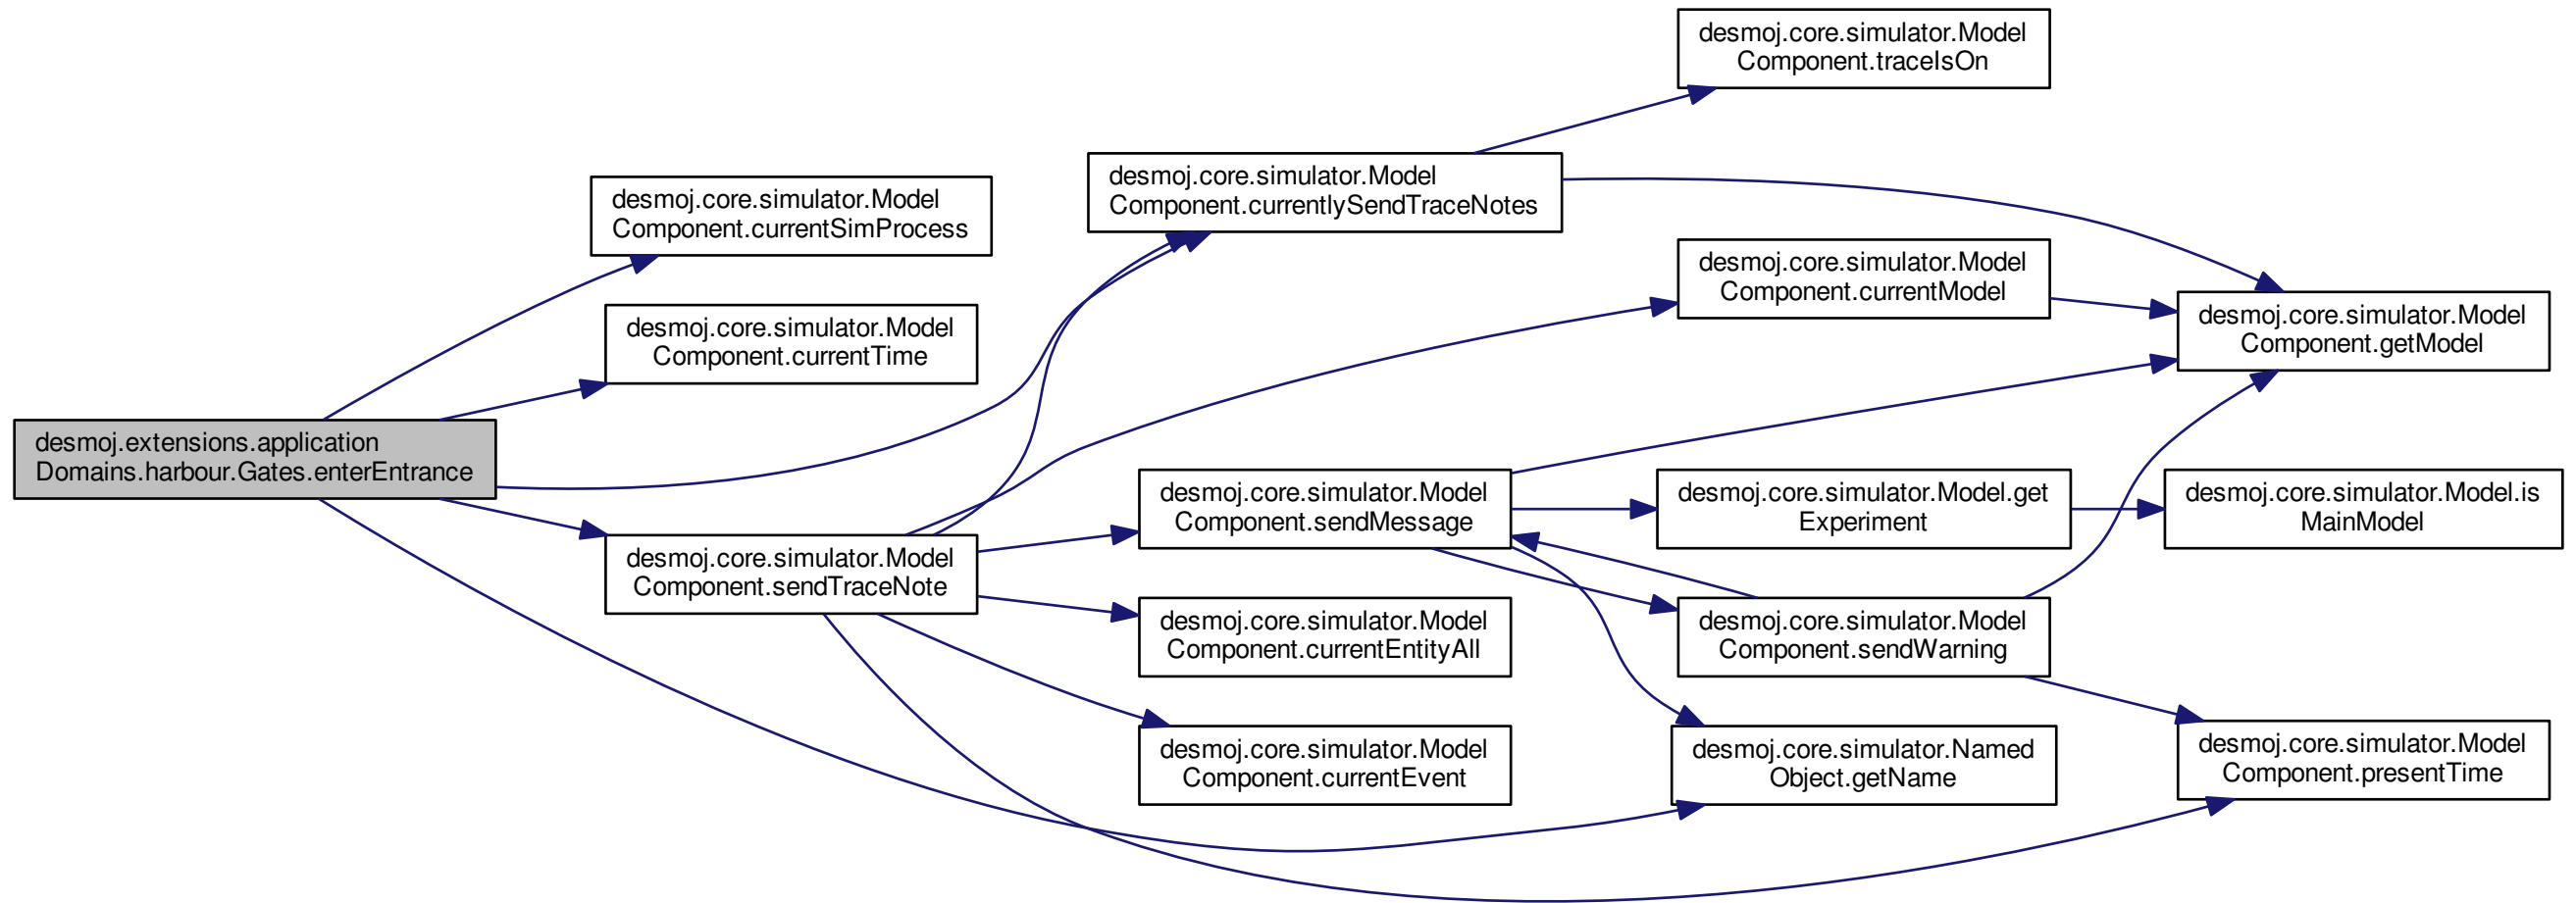 desmoj.extensions.application
Domains.harbour.Gates.enterEntrance
desmoj.core.simulator.Model
Component.currentSimProcess
desmoj.core.simulator.Model
Component.currentTime
desmoj.core.simulator.Model
Component.sendTraceNote
desmoj.core.simulator.Model
Component.currentlySendTraceNotes
desmoj.core.simulator.Model
Component.sendMessage
desmoj.core.simulator.Model
Component.currentEntityAll
desmoj.core.simulator.Model
Component.currentEvent
desmoj.core.simulator.Model
Component.traceIsOn
desmoj.core.simulator.Model
Component.currentModel
desmoj.core.simulator.Model.get
Experiment
desmoj.core.simulator.Model
Component.sendWarning
desmoj.core.simulator.Named
Object.getName
desmoj.core.simulator.Model
Component.getModel
desmoj.core.simulator.Model.is
MainModel
desmoj.core.simulator.Model
Component.presentTime